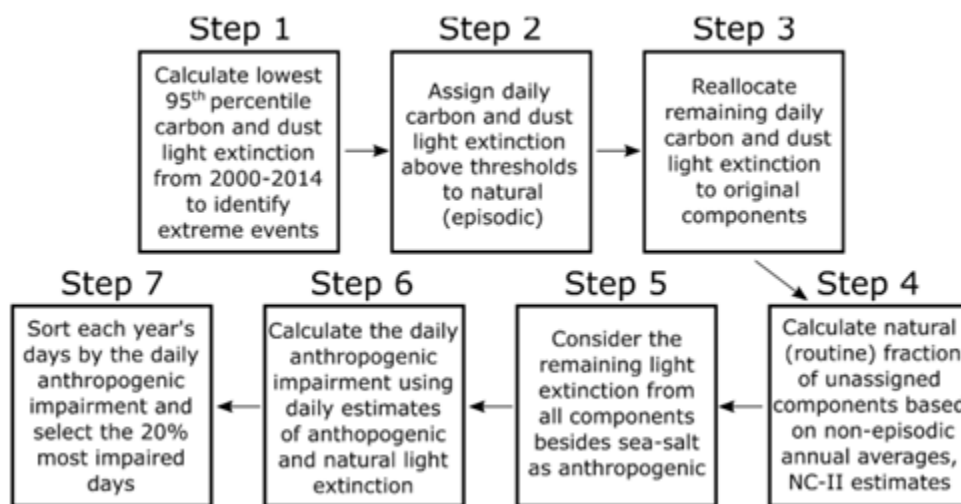 Step 1
Calculate lowest
95th percentile
carbon and dust
light extinction
from 2000-2014
to identify
extreme events
Step 2
Assign daily
carbon and dust
light extinction
above thresholds
to natural
(episodic)
Step 3
Reallocate
remaining daily
carbon and dust
light extinction
to original
components
Step 4
Calculate natural
(routine) fraction
of unassigned
components based
on non-episodic
annual averages,
NC-II estimates
Step 5
Consider the
remaining light
extinction from
all components
besides sea-salt
as anthropogenic
Step 6
Calculate the daily
anthropogenic
impairment using
daily estimates
of anthopogenic
and natural light
extinction
Step 7
Sort each year's
days by the daily
anthropogenic
impairment and
select the 20%
most impaired
days